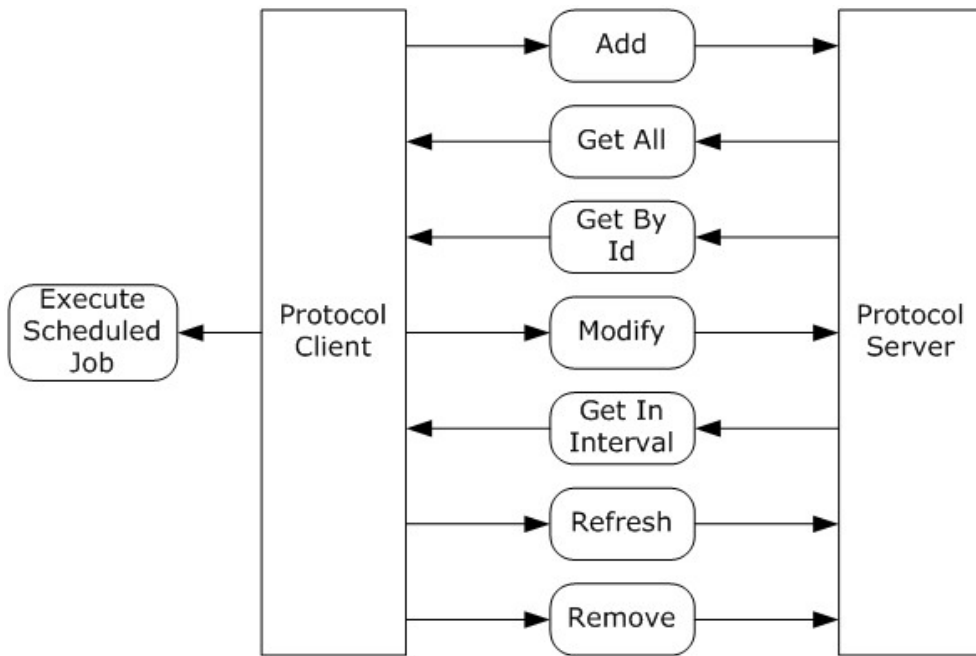 Add
Get All
Get By
Id
Execute
Scheduled
Job
Protocol
Client
Modify
Protocol
Server
Get In
Interval
Refresh
Remove